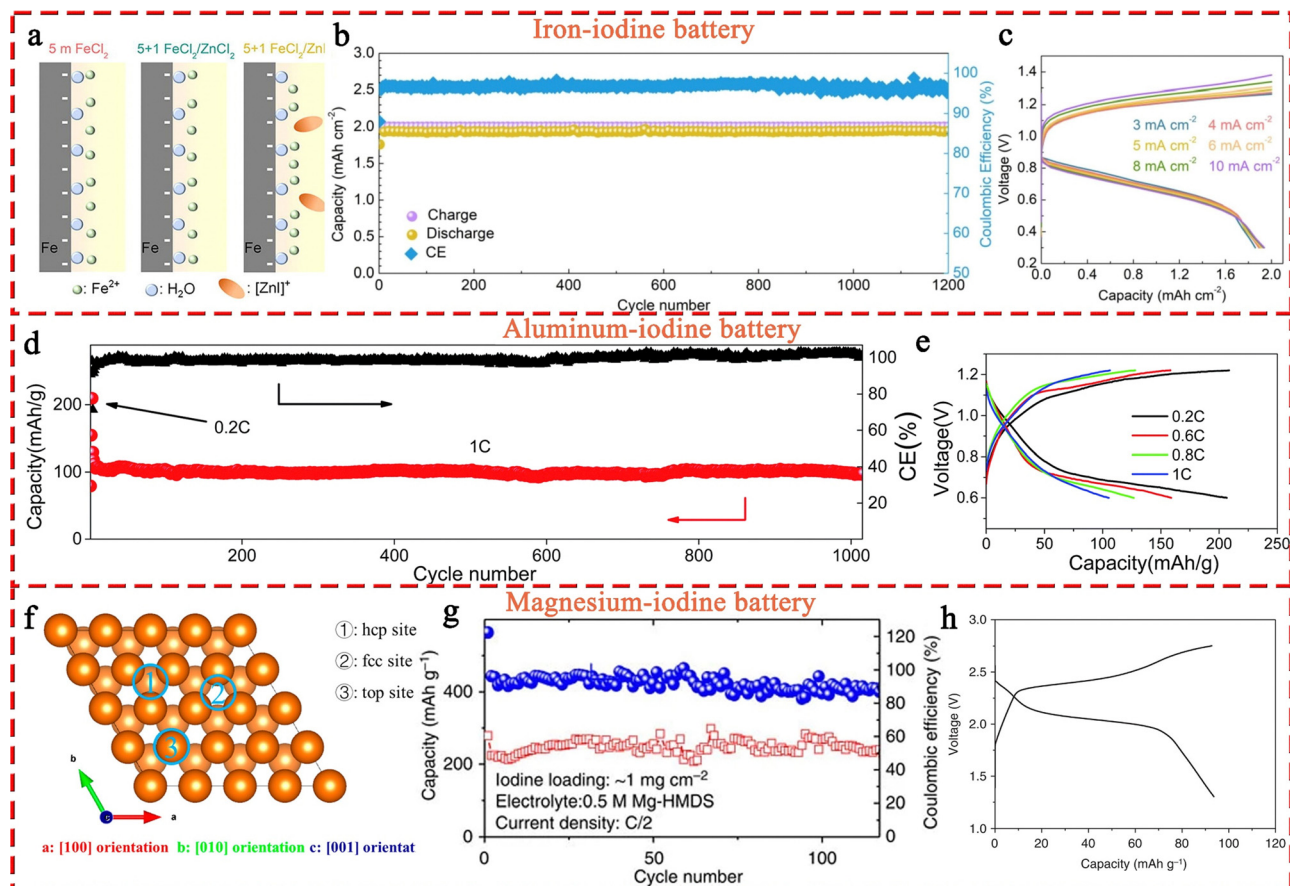 Iron-iodine battery
a
5 m FeCl₂
5+1 FeCl₂/ZnCl₂
5+1 FeCl₂/ZnI
Fe
Fe
Fe
: Fe²⁺
: H₂O
: [ZnI]⁺
b
Capacity (mAh cm⁻²)
3.0
2.5
2.0
1.5
1.0
0.5
0.0
Charge
Discharge
CE
100
90
80
70
60
50
Coulombic Efficiency (%)
0 200 400 600 800 1000 1200
Cycle number
c
Voltage (V)
1.4
1.2
1.0
0.8
0.6
0.4
0.2
3 mA cm⁻² 4 mA cm⁻²
5 mA cm⁻² 6 mA cm⁻²
8 mA cm⁻² 10 mA cm⁻²
0.0 0.4 0.8 1.2 1.6 2.0
Capacity (mAh cm⁻²)
Aluminum-iodine battery
d
Capacity(mAh/g)
200
100
0
0.2C
1C
100
80
60
40
20
0
CE(%)
200 400 600 800 1000
Cycle number
e
Voltage(V)
1.2
1.0
0.8
0.6
0.2C
0.6C
0.8C
1C
0 50 100 150 200 250
Capacity(mAh/g)
Magnesium-iodine battery
f
1
2
3
①: hcp site
②: fcc site
③: top site
b
c
a
a: [100] orientation b: [010] orientation c: [001] orientat
g
Capacity (mAh g⁻¹)
400
200
0
Iodine loading: ~1 mg cm⁻²
Electrolyte:0.5 M Mg-HMDS
Current density: C/2
120
100
80
60
40
20
0
Coulombic efficiency (%)
0 50 100
Cycle number
h
Voltage (V)
3.0
2.5
2.0
1.5
1.0
0 20 40 60 80 100 120
Capacity (mAh g⁻¹)